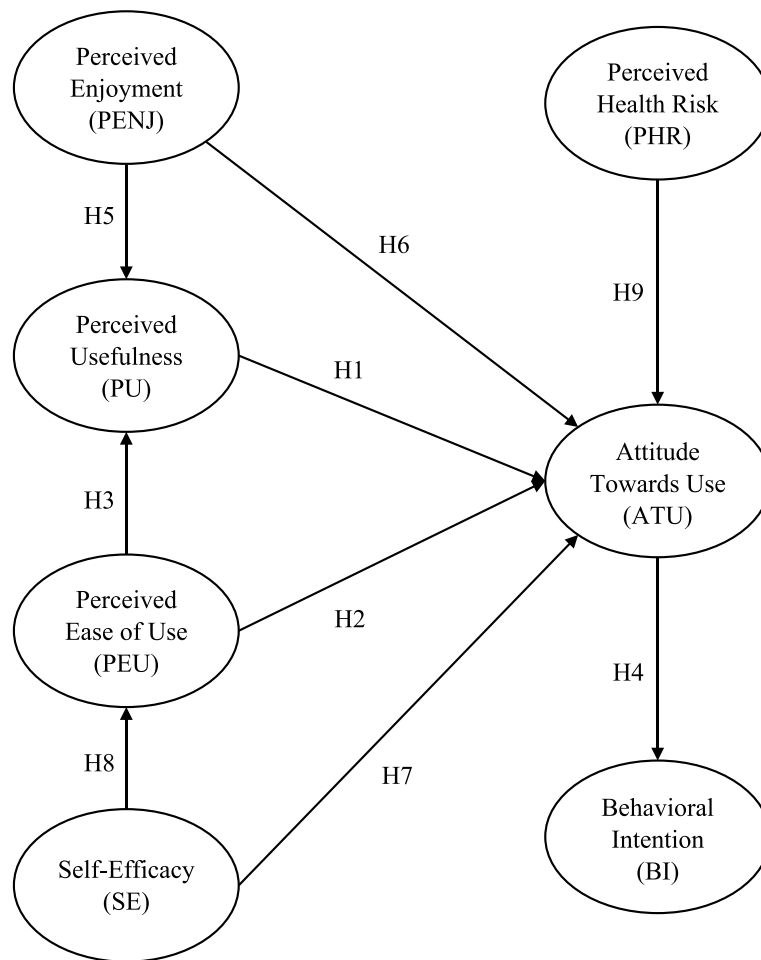 Perceived
Enjoyment
(PENJ)
Perceived
Health Risk
(PHR)
H5
H6
H9
Perceived
Usefulness
(PU)
H1
Attitude
Towards Use
(ATU)
H3
Perceived
Ease of Use
(PEU)
H2
H4
H8
H7
Behavioral
Intention
(BI)
Self-Efficacy
(SE)